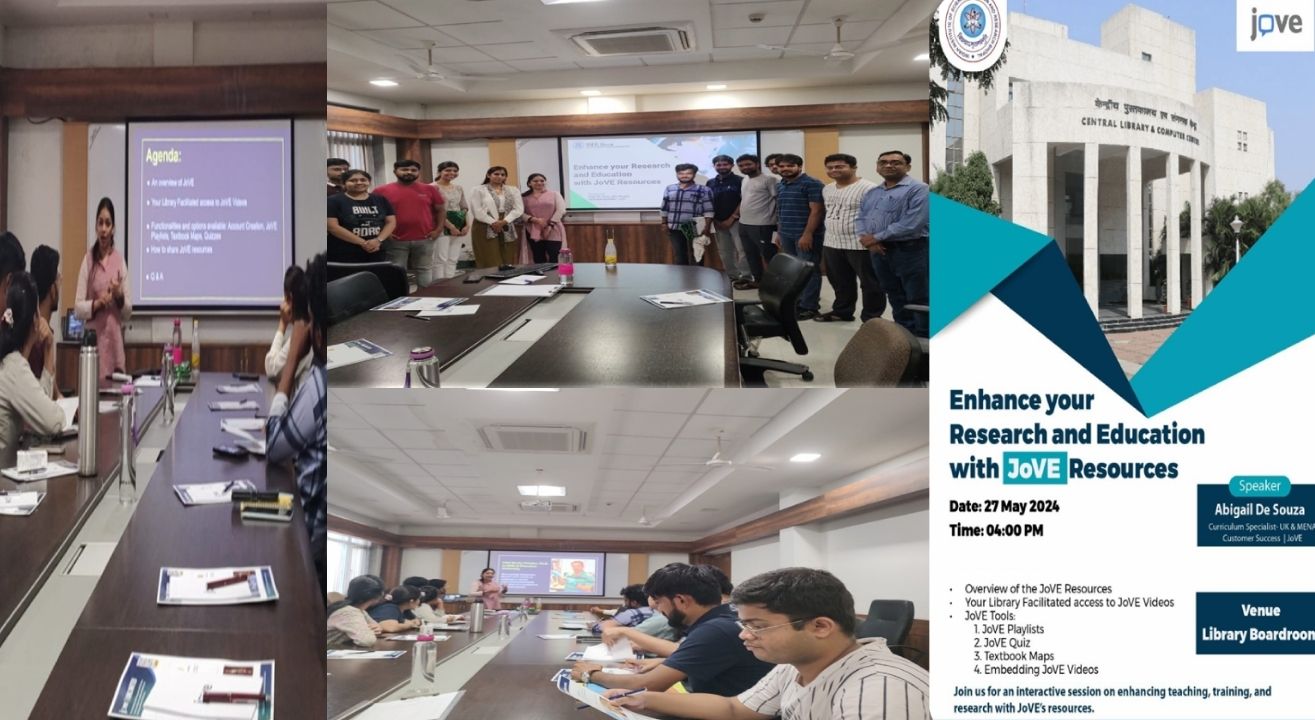 Agenda:
An overview of JoVE
Your Library Facilitated access to JoVE Videos
Functionalities and options available: Account Creation, JoVE
Playlists, Textbook Maps, Quizzes
How to share JoVE resources
Q & A
Enhance your Research
and Education
with JoVE Resources
BUILT
jove
केन्द्रीय पुस्तकालय एवं संगणक केंद्र
CENTRAL LIBRARY & COMPUTER
Enhance your
Research and Education
with JoVE Resources
Date: 27 May 2024
Time: 04:00 PM
Speaker
Abigail De Souza
Curriculum Specialist- UK & MENA
Customer Success | JoVE
• Overview of the JoVE Resources
• Your Library Facilitated access to JoVE Videos
• JoVE Tools:
1. JoVE Playlists
2. JoVE Quiz
3. Textbook Maps
4. Embedding JoVE Videos
Venue
Library Boardroom
Join us for an interactive session on enhancing teaching, training, and
research with JoVE's resources.